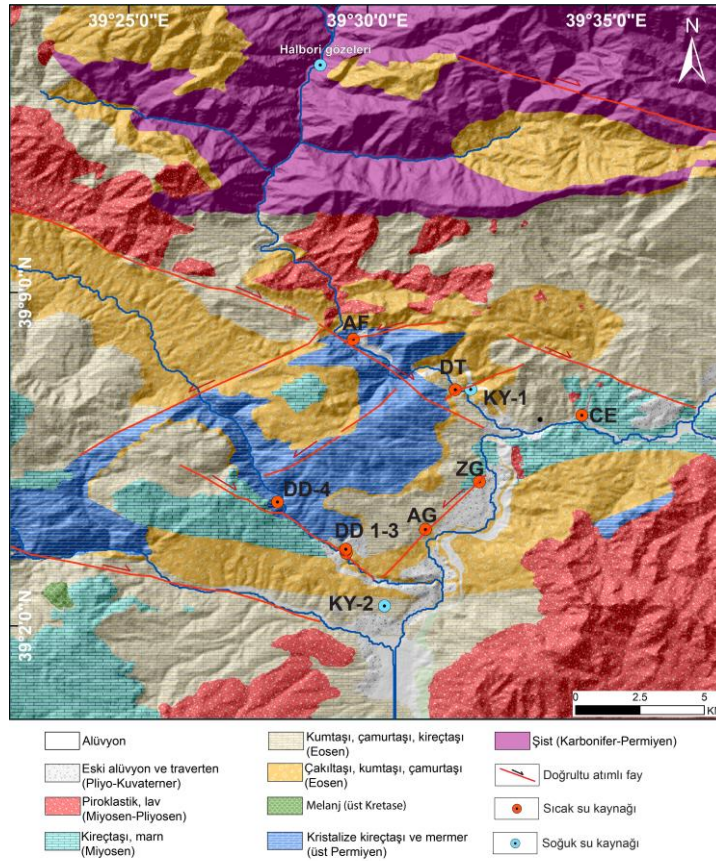 39°25'0"E
39°30'0"E
39°35'0"E
Halbori gözeleri
N
39°9'0"N
AF
DT
KY-1
CE
ZG
DD-4
AG
DD 1-3
KY-2
39°2'0"N
0 2.5 5
KM
Alüvyon
Eski alüvyon ve traverten
(Pliyo-Kuvaterner)
Piroklastik, lav
(Miyosen-Pliyosen)
Kireçtaşı, marn
(Miyosen)
Kumtaşı, çamurtaşı, kireçtaşı
(Eosen)
Çakıltaşı, kumtaşı, çamurtaşı
(Eosen)
Melanj (üst Kretase)
Kristalize kireçtaşı ve mermer
(üst Permiyen)
Şist (Karbonifer-Permiyen)
Doğrultu atımlı fay
Sıcak su kaynağı
Soğuk su kaynağı